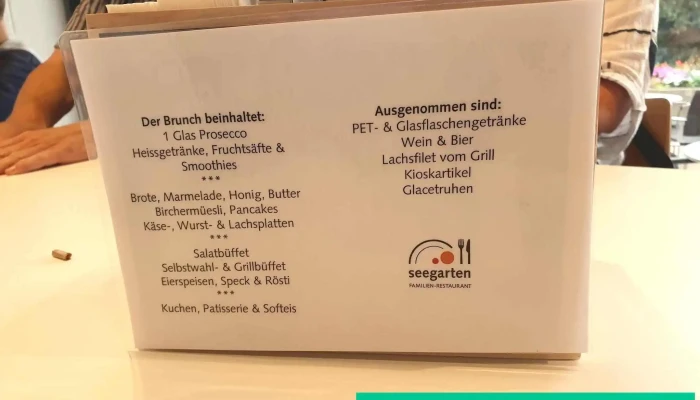 Der Brunch beinhaltet:
1 Glas Prosecco
Heissgetränke, Fruchtsäfte &
Smoothies
***
Brote, Marmelade, Honig, Butter
Birchermüesli, Pancakes
Käse-, Wurst- & Lachsplatten
***
Salatbüffet
Selbstwahl- & Grillbüffet
Eierspeisen, Speck & Rösti
***
Kuchen, Patisserie & Softeis
Ausgenommen sind:
PET- & Glasflaschengetränke
Wein & Bier
Lachsfilet vom Grill
Kioskartikel
Glacetruhen
seegarten
FAMILIEN-RESTAURANT